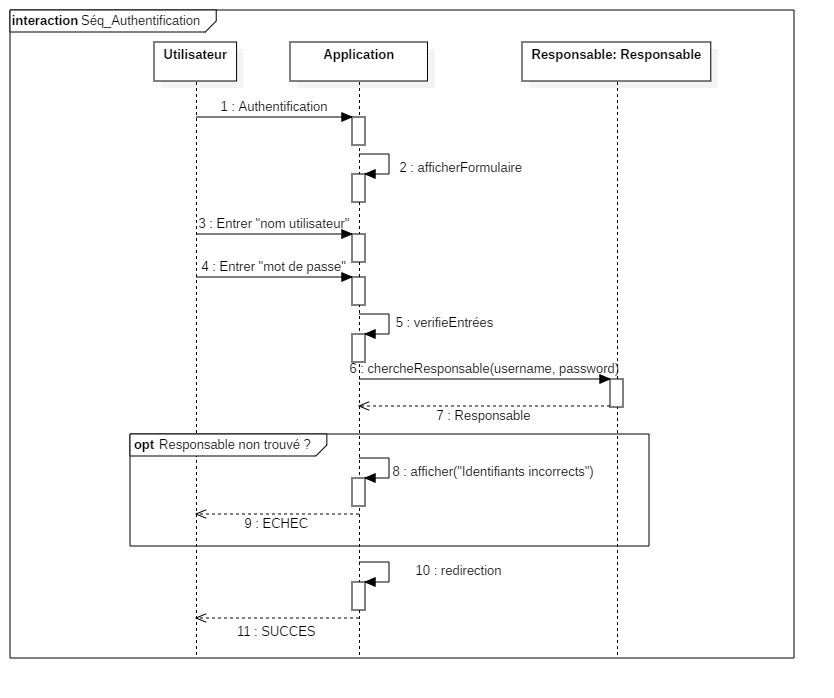 interaction Séq_Authentification
Utilisateur
Application
Responsable: Responsable
1 : Authentification
2 : afficherFormulaire
3 : Entrer "nom utilisateur"
4 : Entrer "mot de passe"
5 : verifieEntrées
6 : chercheResponsable(username, password)
7 : Responsable
opt Responsable non trouvé ?
8 : afficher("Identifiants incorrects")
9 : ECHEC
10 : redirection
11 : SUCCES